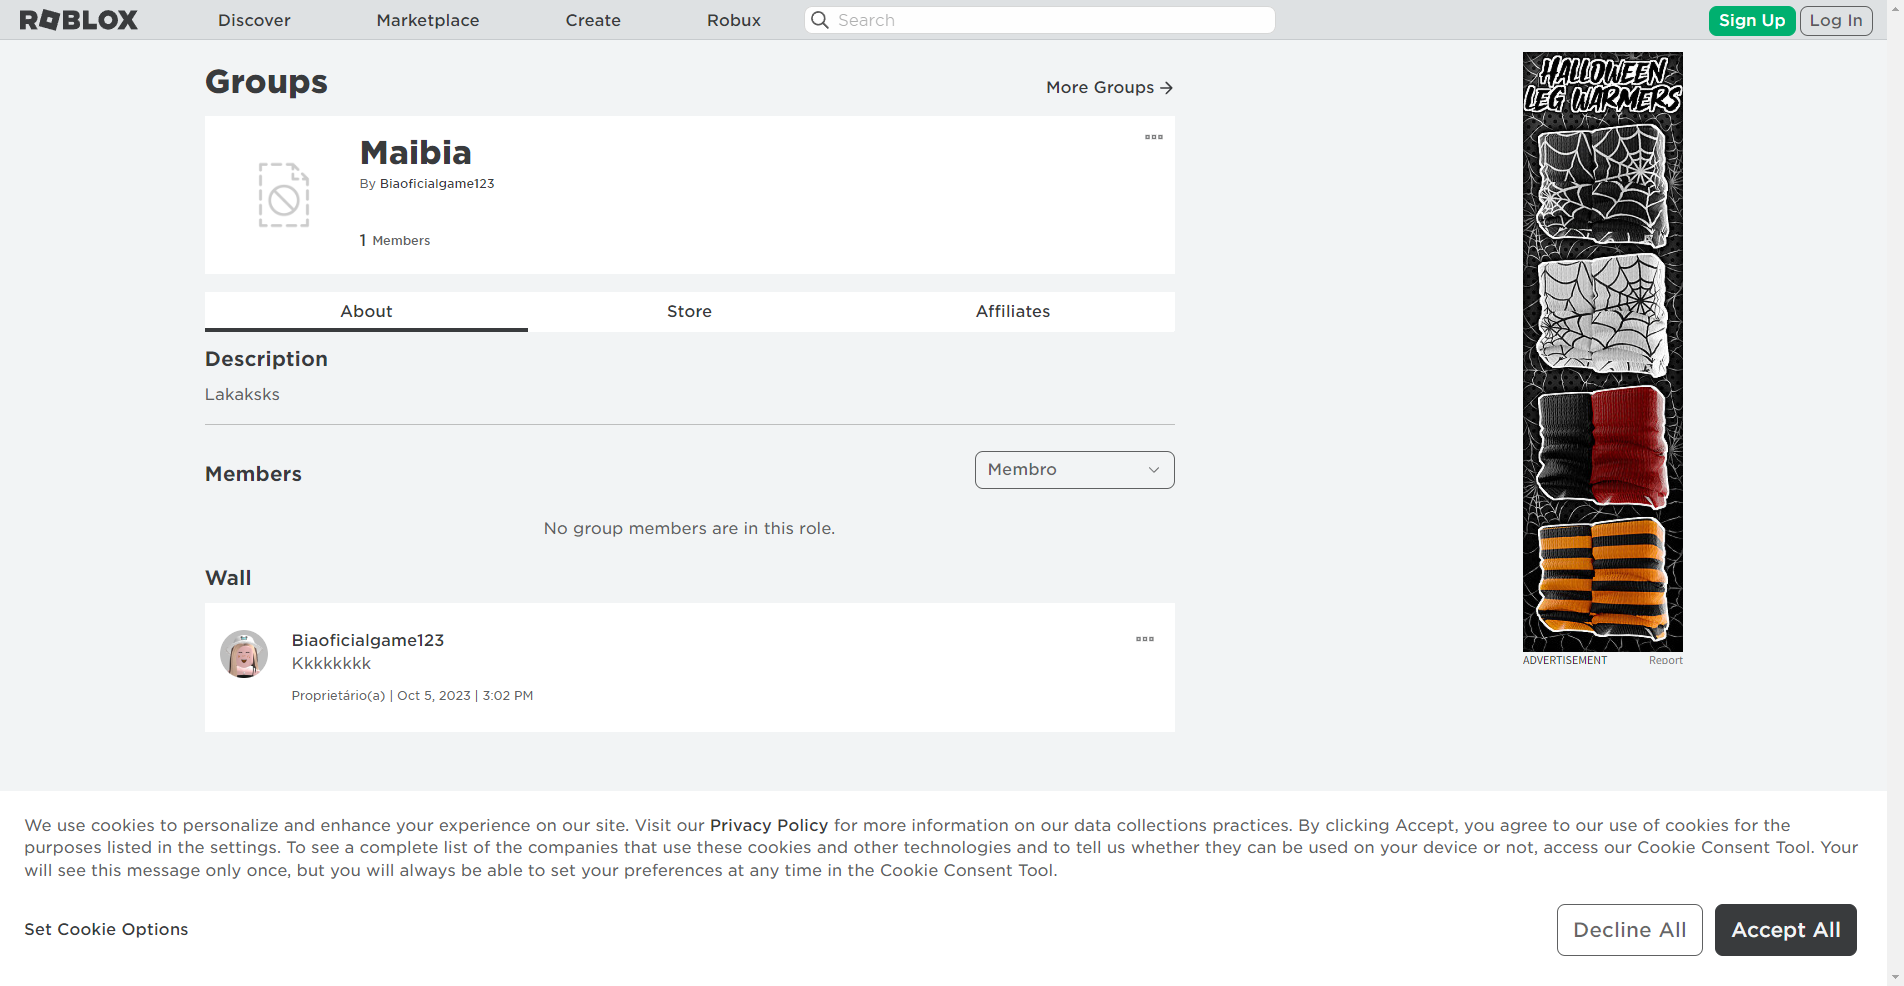 ROBLOX
Discover
Marketplace
Create
Robux
Search
Sign Up
Log In
Groups
More Groups
Maibia
By Biaoficialgame123
1 Members
About
Store
Affiliates
Description
Lakaksks
Members
Membro
No group members are in this role.
Wall
Biaoficialgame123
Kkkkkkkk
Proprietário(a) | Oct 5, 2023 | 3:02 PM
HALLOWEEN
LEG WARMERS
ADVERTISEMENT
Report
We use cookies to personalize and enhance your experience on our site. Visit our Privacy Policy for more information on our data collections practices. By clicking Accept, you agree to our use of cookies for the
purposes listed in the settings. To see a complete list of the companies that use these cookies and other technologies and to tell us whether they can be used on your device or not, access our Cookie Consent Tool. Your
will see this message only once, but you will always be able to set your preferences at any time in the Cookie Consent Tool.
Set Cookie Options
Decline All
Accept All